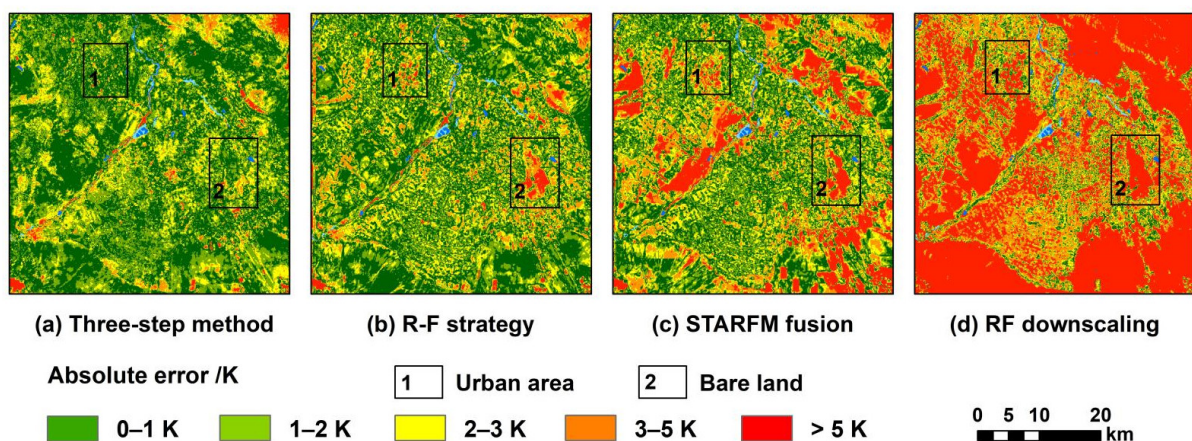 1
2
1
2
1
2
1
2
(a) Three-step method
(b) R-F strategy
(c) STARFM fusion
(d) RF downscaling
Absolute error /K
1 Urban area
2 Bare land
0–1 K
1–2 K
2–3 K
3–5 K
> 5 K
0 5 10 20
km